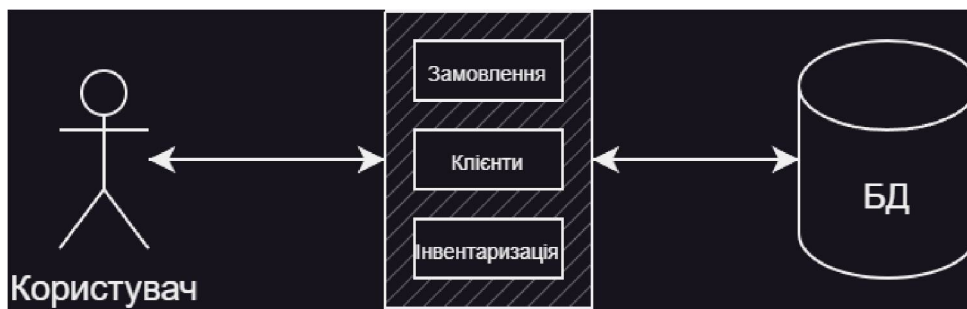 Замовлення
Клієнти
БД
Інвентаризація
Користувач